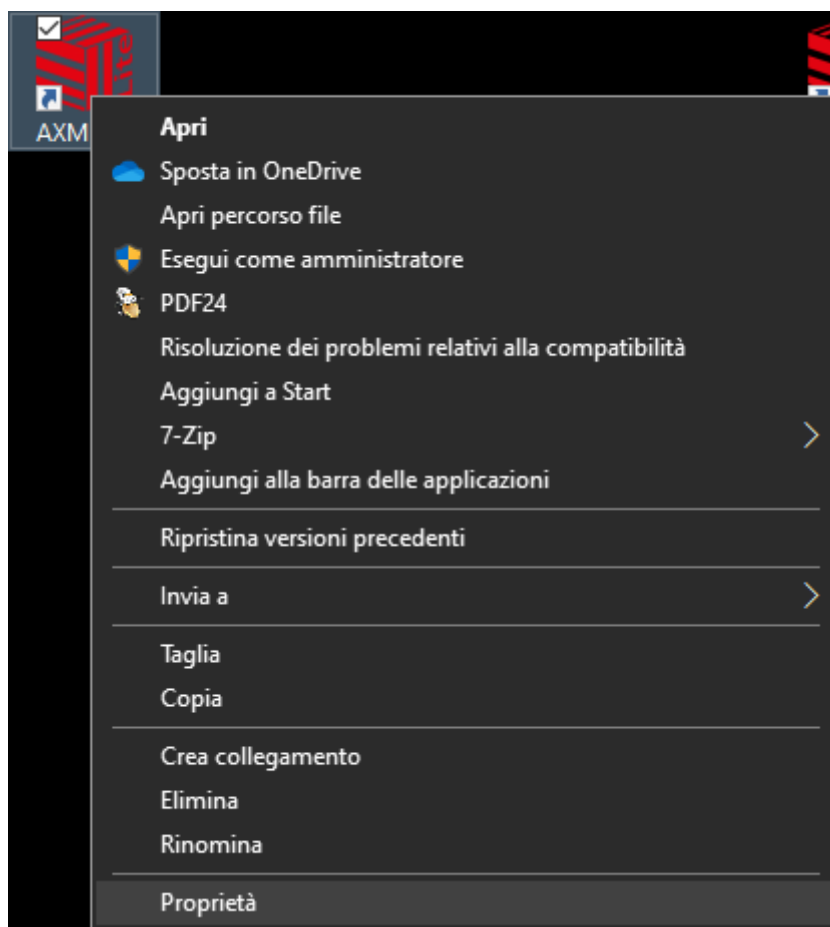 Lite
AXM
Apri
Sposta in OneDrive
Apri percorso file
Esegui come amministratore
PDF24
Risoluzione dei problemi relativi alla compatibilità
Aggiungi a Start
7-Zip
Aggiungi alla barra delle applicazioni
Ripristina versioni precedenti
Invia a
Taglia
Copia
Crea collegamento
Elimina
Rinomina
Proprietà